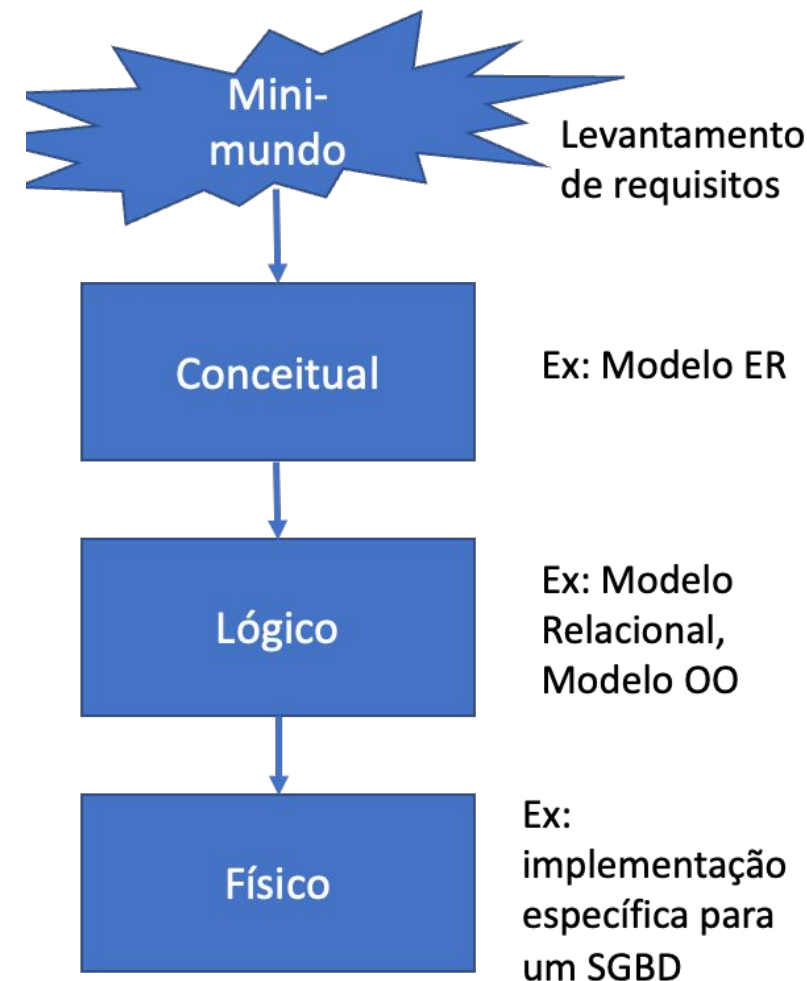 Mini-
mundo
Levantamento
de requisitos
Conceitual
Ex: Modelo ER
Lógico
Ex: Modelo
Relacional,
Modelo OO
Físico
Ex:
implementação
específica para
um SGBD